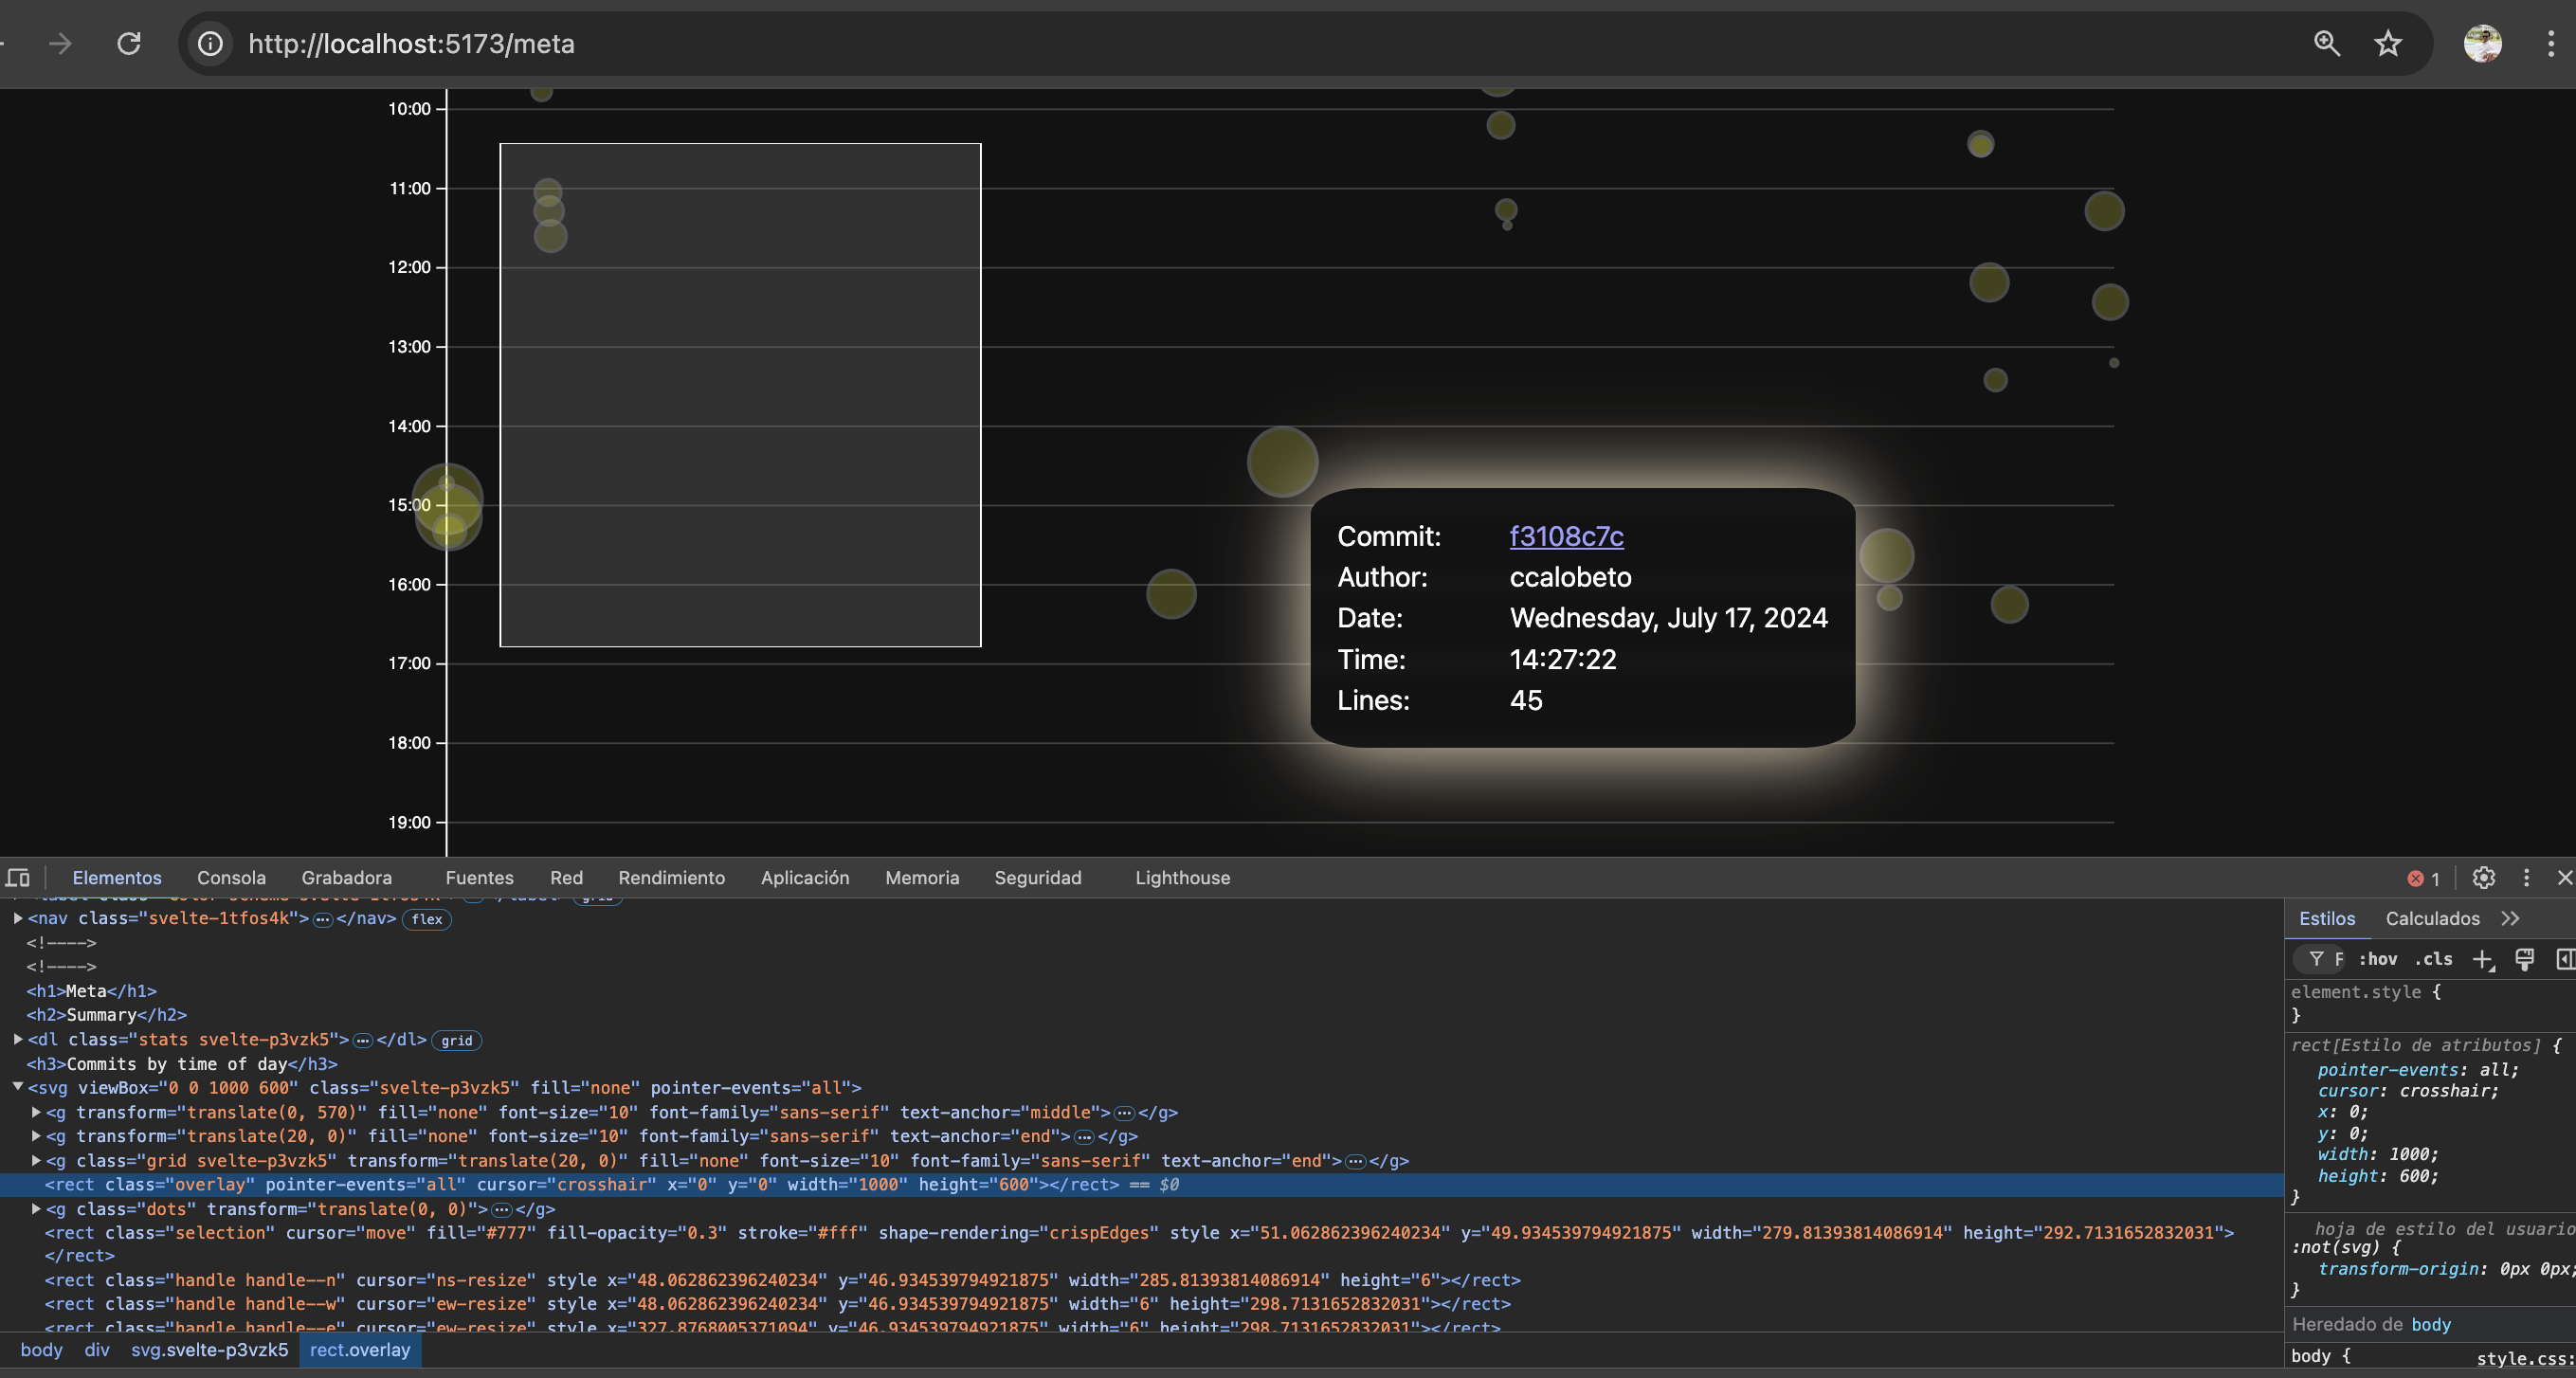 http://localhost:5173/meta
10:00
11:00
12:00
13:00
14:00
15:00
16:00
17:00
18:00
19:00
Commit: f3108c7c
Author: ccalobeto
Date: Wednesday, July 17, 2024
Time: 14:27:22
Lines: 45
Elementos Consola Grabadora Fuentes Red Rendimiento Aplicación Memoria Seguridad Lighthouse 1
<nav class="svelte-1tfos4k">…</nav> flex
<!---->
<!---->
<h1>Meta</h1>
<h2>Summary</h2>
<dl class="stats svelte-p3vzk5">…</dl> grid
<h3>Commits by time of day</h3>
<svg viewBox="0 0 1000 600" class="svelte-p3vzk5" fill="none" pointer-events="all">
<g transform="translate(0, 570)" fill="none" font-size="10" font-family="sans-serif" text-anchor="middle">…</g>
<g transform="translate(20, 0)" fill="none" font-size="10" font-family="sans-serif" text-anchor="end">…</g>
<g class="grid svelte-p3vzk5" transform="translate(20, 0)" fill="none" font-size="10" font-family="sans-serif" text-anchor="end">…</g>
<rect class="overlay" pointer-events="all" cursor="crosshair" x="0" y="0" width="1000" height="600"></rect> == $0
<g class="dots" transform="translate(0, 0)">…</g>
<rect class="selection" cursor="move" fill="#777" fill-opacity="0.3" stroke="#fff" shape-rendering="crispEdges" style x="51.062862396240234" y="49.934539794921875" width="279.81393814086914" height="292.7131652832031">
</rect>
<rect class="handle handle--n" cursor="ns-resize" style x="48.062862396240234" y="46.934539794921875" width="285.81393814086914" height="6"></rect>
<rect class="handle handle--w" cursor="ew-resize" style x="48.062862396240234" y="46.934539794921875" width="6" height="298.7131652832031"></rect>
<rect class="handle handle--e" cursor="ew-resize" style x="327.8768005371094" y="46.934539794921875" width="6" height="298.7131652832031"></rect>
body div svg.svelte-p3vzk5 rect.overlay
Estilos Calculados
F :hov .cls
element.style {
}
rect[Estilo de atributos] {
pointer-events: all;
cursor: crosshair;
x: 0;
y: 0;
width: 1000;
height: 600;
}
hoja de estilo del usuario
:not(svg) {
transform-origin: 0px 0px;
}
Heredado de body
body { style.css: